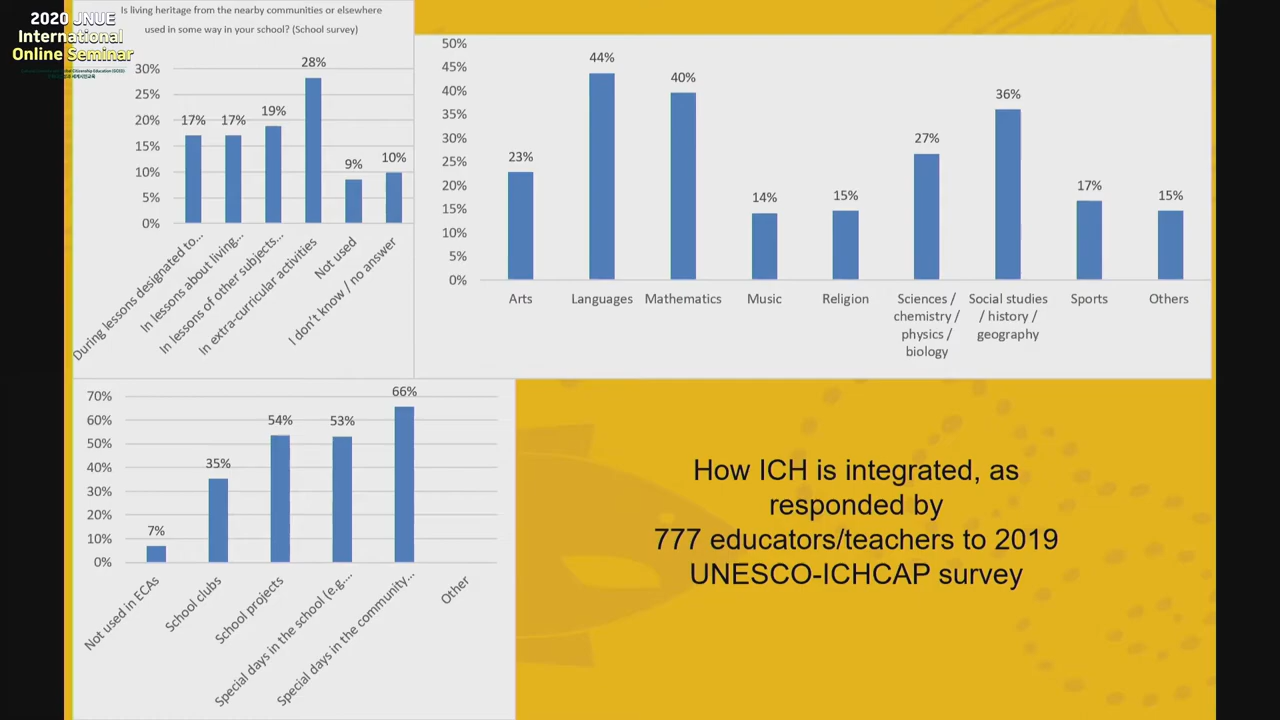 2020 JNUE
International
Online Seminar
Is living heritage from the nearby communities or elsewhere
used in some way in your school? (School survey)
30%
25%
20%
15%
10%
5%
0%
17%
17%
19%
28%
9%
10%
During lessons designated to...
In lessons about living...
In lessons of other subjects...
In extra-curricular activities
Not used
I don't know / no answer
50%
45%
40%
35%
30%
25%
20%
15%
10%
5%
0%
23%
44%
40%
14%
15%
27%
36%
17%
15%
Arts
Languages
Mathematics
Music
Religion
Sciences /
chemistry /
physics /
biology
Social studies
/ history /
geography
Sports
Others
70%
60%
50%
40%
30%
20%
10%
0%
7%
35%
54%
53%
66%
Not used in ECAs
School clubs
School projects
Special days in the school (e.g....
Special days in the community...
Other
How ICH is integrated, as
responded by
777 educators/teachers to 2019
UNESCO-ICHCAP survey